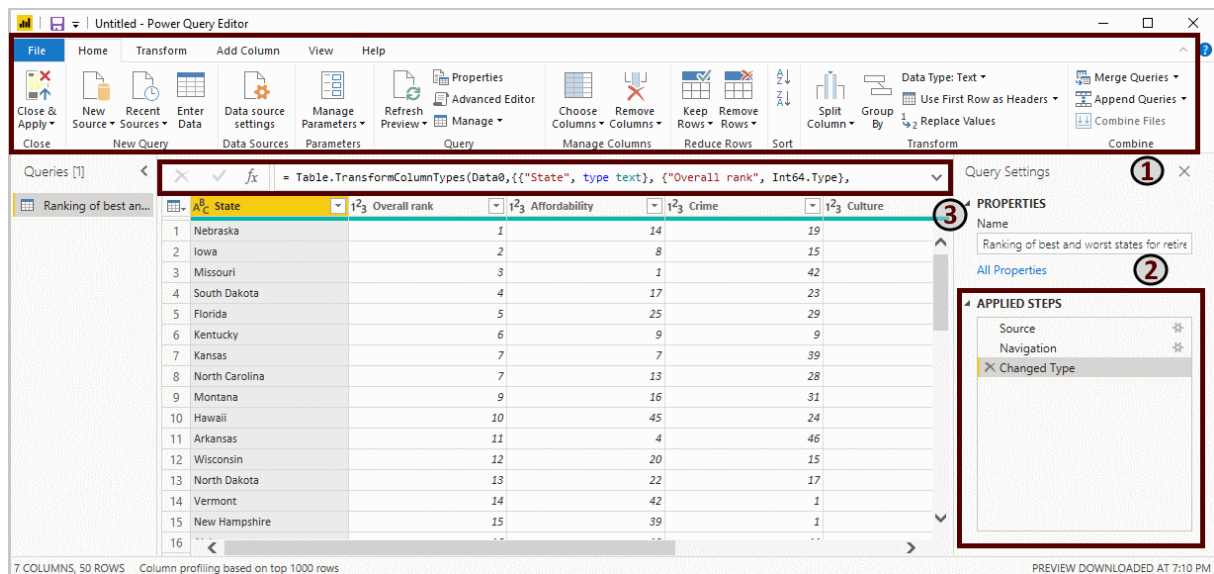 Untitled - Power Query Editor
File Home Transform Add Column View Help
Close & Apply
New Source
Recent Sources
Enter Data
Data source settings
Manage Parameters
Refresh Preview
Properties
Advanced Editor
Manage
Choose Columns
Remove Columns
Keep Rows
Remove Rows
Split Column
Group By
Data Type: Text
Use First Row as Headers
Replace Values
Merge Queries
Append Queries
Combine Files
Close New Query Data Sources Parameters Query Manage Columns Reduce Rows Sort Transform Combine
Queries [1]
fx = Table.TransformColumnTypes(Data0,{{"State", type text}, {"Overall rank", Int64.Type},
Query Settings
1
Ranking of best an...
ABC State 123 Overall rank 123 Affordability 123 Crime 123 Culture
1 Nebraska 1 14 19
2 Iowa 2 8 15
3 Missouri 3 1 42
4 South Dakota 4 17 23
5 Florida 5 25 29
6 Kentucky 6 9 9
7 Kansas 7 7 39
8 North Carolina 7 13 28
9 Montana 9 16 31
10 Hawaii 10 45 24
11 Arkansas 11 4 46
12 Wisconsin 12 20 15
13 North Dakota 13 22 17
14 Vermont 14 42 1
15 New Hampshire 15 39 1
16
3
PROPERTIES
Name
Ranking of best and worst states for retire
All Properties
2
APPLIED STEPS
Source
Navigation
Changed Type
7 COLUMNS, 50 ROWS Column profiling based on top 1000 rows
PREVIEW DOWNLOADED AT 7:10 PM